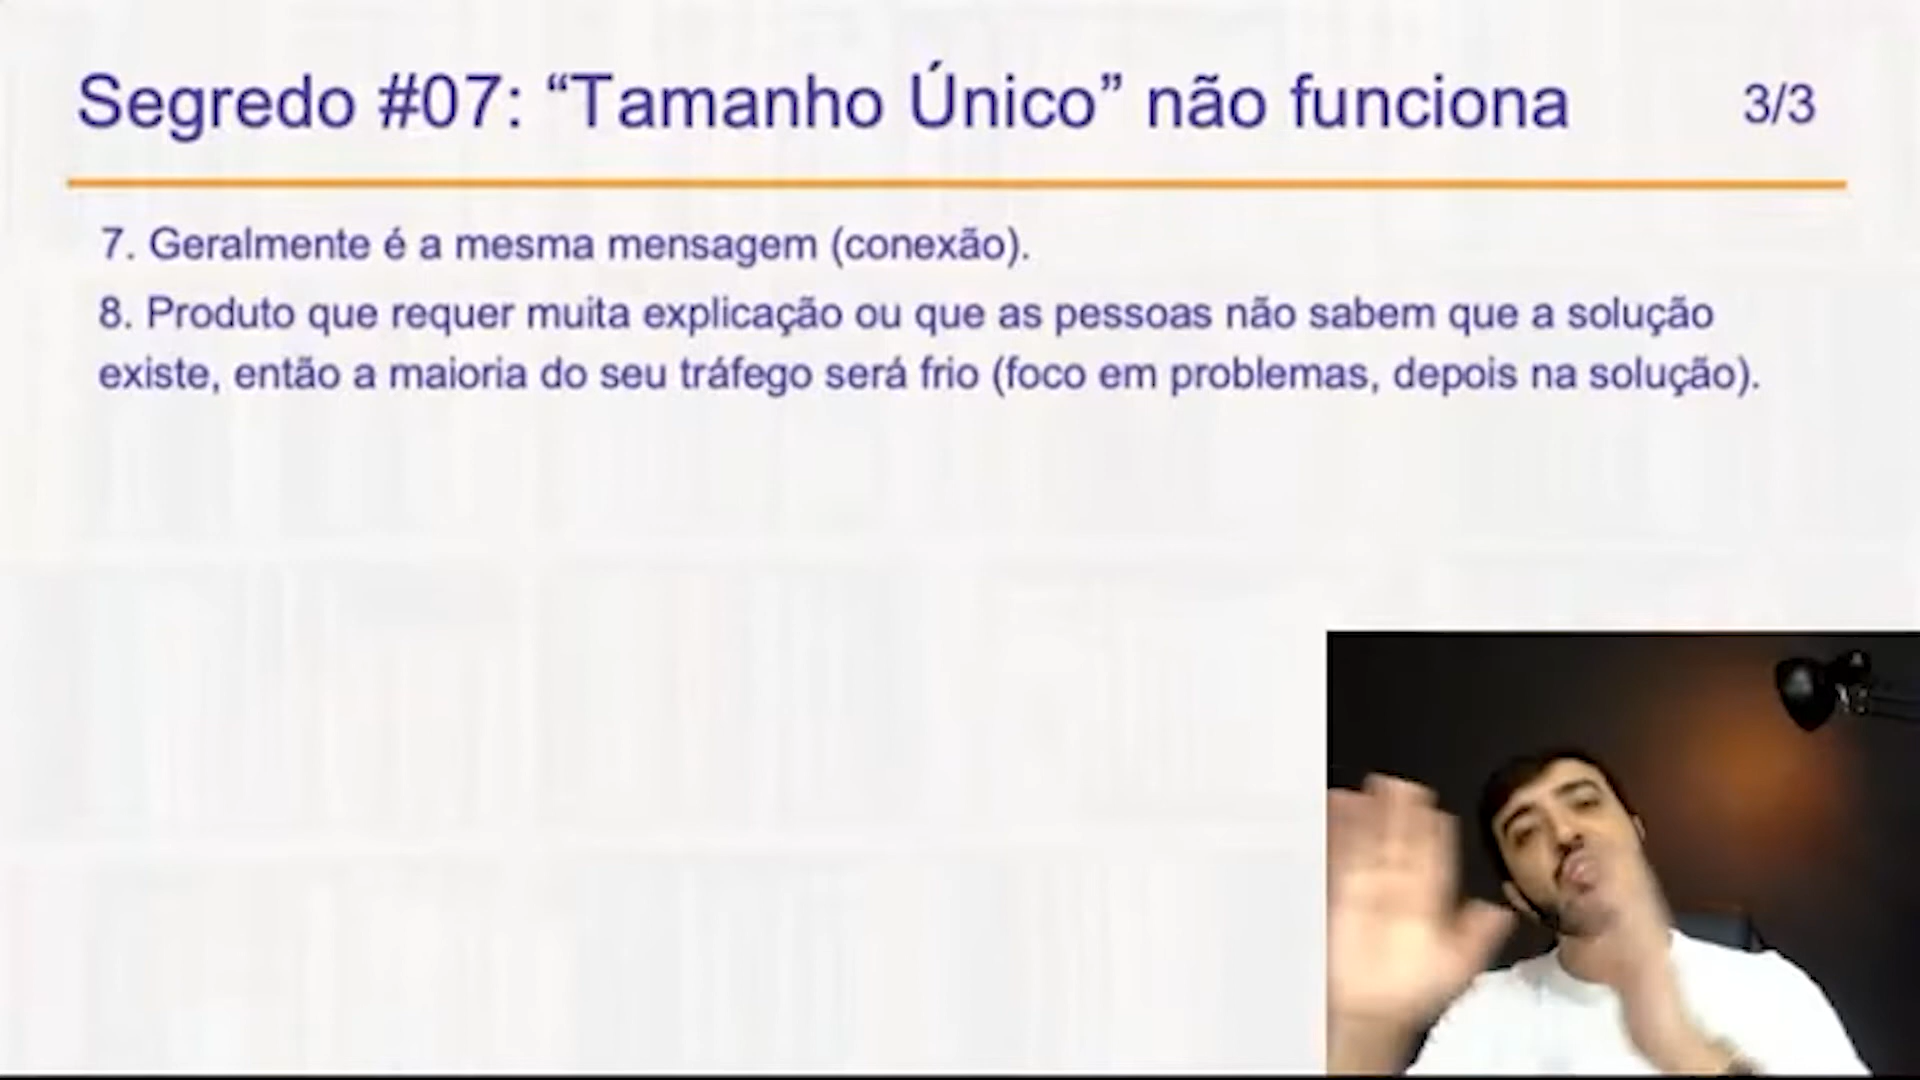 Segredo #07: “Tamanho Único” não funciona 3/3
7. Geralmente é a mesma mensagem (conexão).
8. Produto que requer muita explicação ou que as pessoas não sabem que a solução
existe, então a maioria do seu tráfego será frio (foco em problemas, depois na solução).